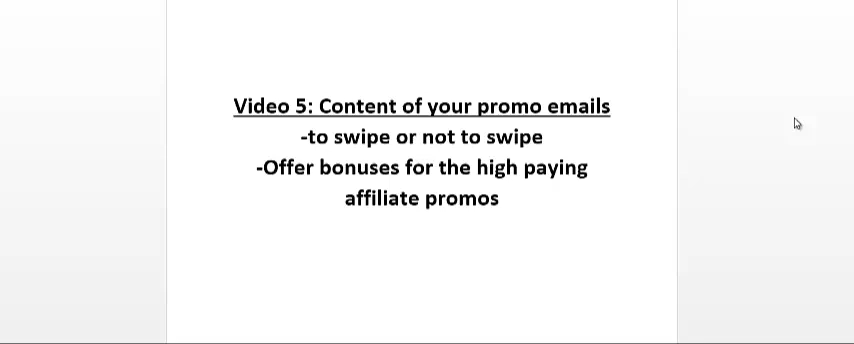 Video 5: Content of your promo emails
-to swipe or not to swipe
-Offer bonuses for the high paying
affiliate promos